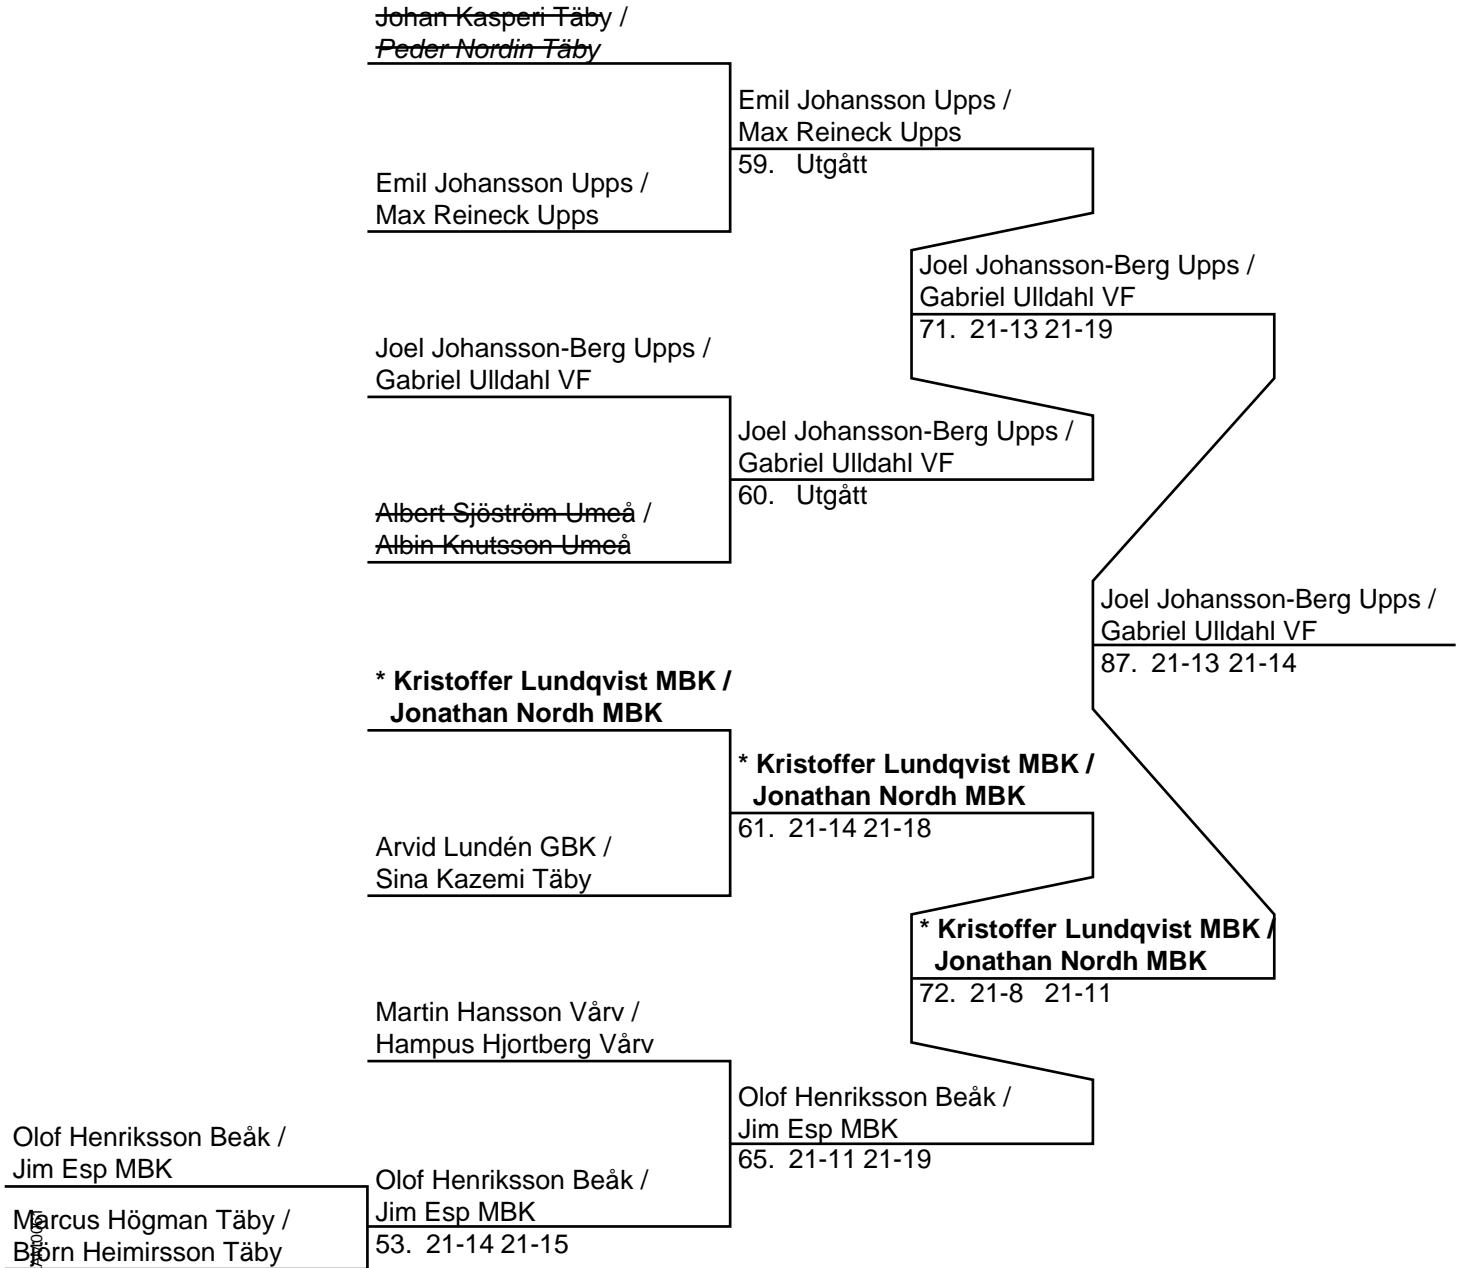 Johan Kasperi Täby /
Peder Nordin Täby
Emil Johansson Upps /
Max Reineck Upps
59. Utgått
Emil Johansson Upps /
Max Reineck Upps
Joel Johansson-Berg Upps /
Gabriel Ulldahl VF
71. 21-13 21-19
Joel Johansson-Berg Upps /
Gabriel Ulldahl VF
Joel Johansson-Berg Upps /
Gabriel Ulldahl VF
60. Utgått
Albert Sjöström Umeå /
Albin Knutsson Umeå
Joel Johansson-Berg Upps /
Gabriel Ulldahl VF
87. 21-13 21-14
* Kristoffer Lundqvist MBK /
Jonathan Nordh MBK
* Kristoffer Lundqvist MBK /
Jonathan Nordh MBK
61. 21-14 21-18
Arvid Lundén GBK /
Sina Kazemi Täby
* Kristoffer Lundqvist MBK /
Jonathan Nordh MBK
72. 21-8 21-11
Martin Hansson Vårv /
Hampus Hjortberg Vårv
Olof Henriksson Beåk /
Jim Esp MBK
65. 21-11 21-19
Olof Henriksson Beåk /
Jim Esp MBK
Olof Henriksson Beåk /
Jim Esp MBK
53. 21-14 21-15
Marcus Högman Täby /
Björn Heimirsson Täby